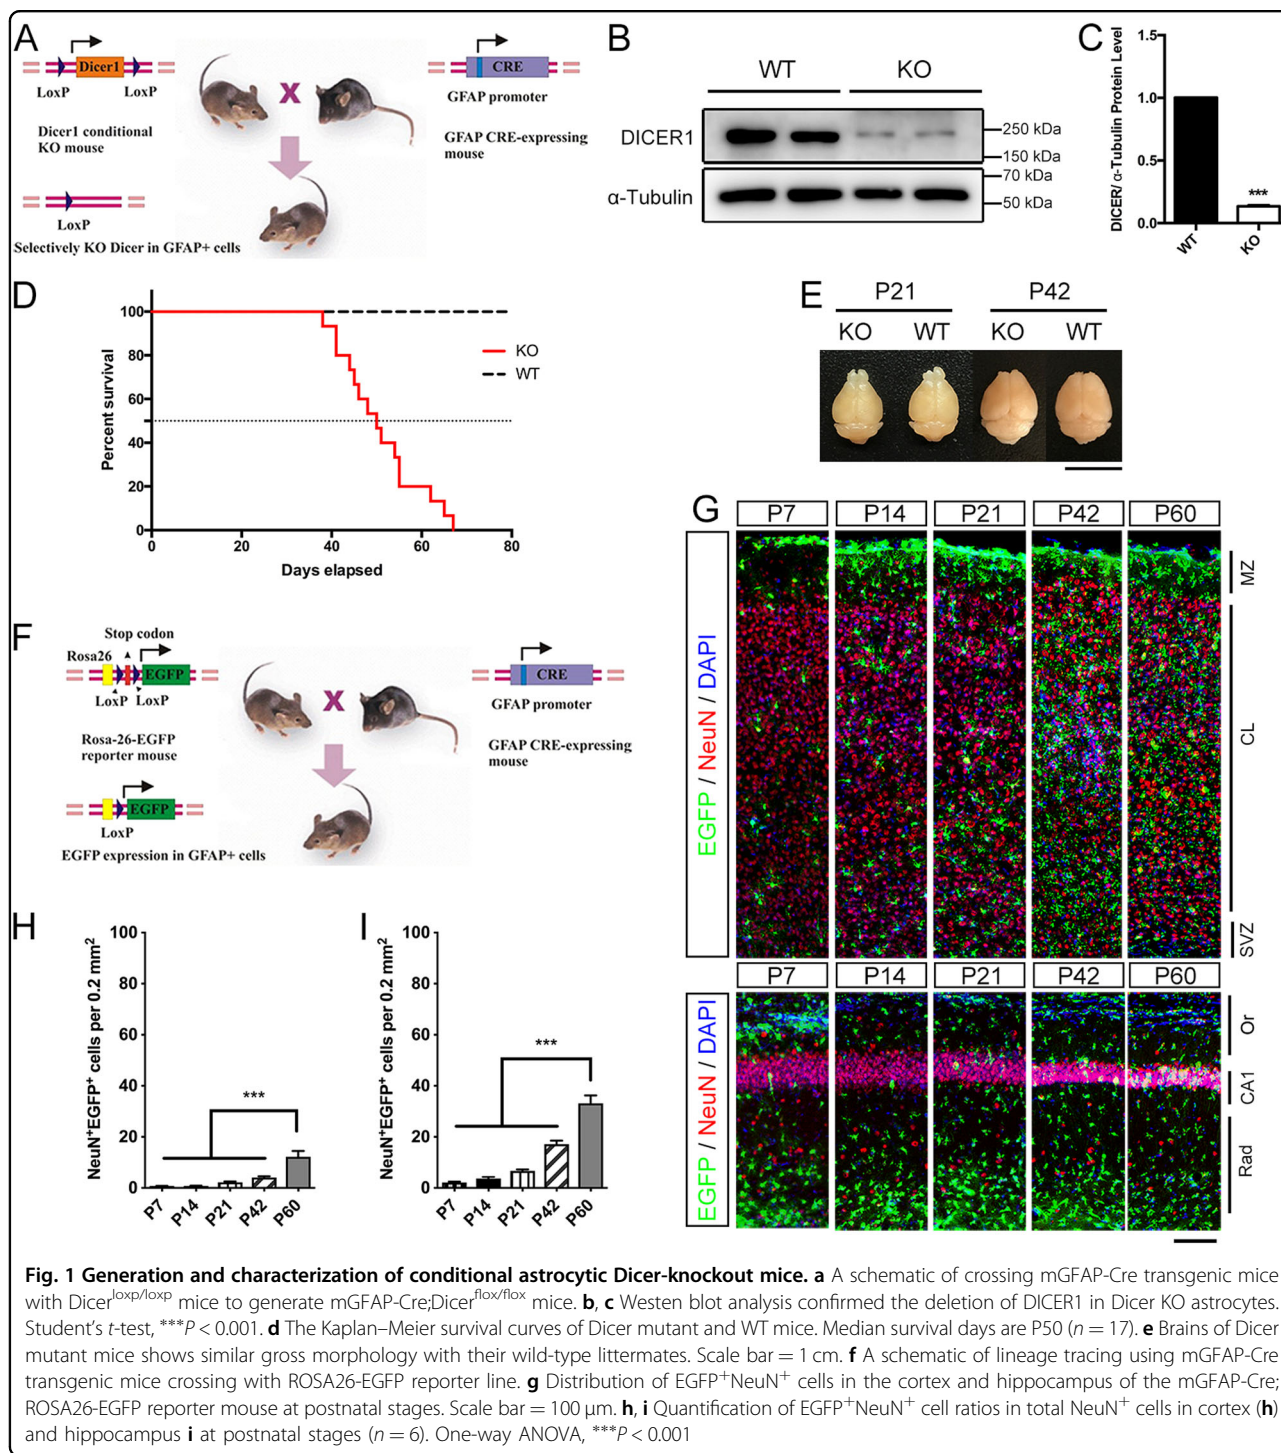 A
Dicer1
LoxP LoxP
Dicer1 conditional
KO mouse
X
CRE
GFAP promoter
GFAP CRE-expressing
mouse
LoxP
Selectively KO Dicer in GFAP+ cells
B
WT KO
DICER1
α-Tubulin
250 kDa
150 kDa
70 kDa
50 kDa
C
DICER/ α-Tubulin Protein Level
1.5
1.0
0.5
0.0
***
WT KO
D
Percent survival
100
80
60
40
20
0
0 20 40 60 80
Days elapsed
KO
WT
E
P21 P42
KO WT KO WT
F
Stop codon
Rosa26
EGFP
LoxP LoxP
Rosa-26-EGFP
reporter mouse
X
CRE
GFAP promoter
GFAP CRE-expressing
mouse
EGFP
LoxP
EGFP expression in GFAP+ cells
G
P7 P14 P21 P42 P60
EGFP / NeuN / DAPI
MZ
CL
SVZ
P7 P14 P21 P42 P60
EGFP / NeuN / DAPI
Or
CA1
Rad
H
NeuN⁺EGFP⁺ cells per 0.2 mm²
100
80
60
40
20
0
***
P7 P14 P21 P42 P60
I
NeuN⁺EGFP⁺ cells per 0.2 mm²
100
80
60
40
20
0
***
P7 P14 P21 P42 P60
Fig. 1 Generation and characterization of conditional astrocytic Dicer-knockout mice. a A schematic of crossing mGFAP-Cre transgenic mice
with Dicer^loxp/loxp mice to generate mGFAP-Cre;Dicer^flox/flox mice. b, c Westen blot analysis confirmed the deletion of DICER1 in Dicer KO astrocytes.
Student's t-test, ***P < 0.001. d The Kaplan–Meier survival curves of Dicer mutant and WT mice. Median survival days are P50 (n = 17). e Brains of Dicer
mutant mice shows similar gross morphology with their wild-type littermates. Scale bar = 1 cm. f A schematic of lineage tracing using mGFAP-Cre
transgenic mice crossing with ROSA26-EGFP reporter line. g Distribution of EGFP⁺NeuN⁺ cells in the cortex and hippocampus of the mGFAP-Cre;
ROSA26-EGFP reporter mouse at postnatal stages. Scale bar = 100 μm. h, i Quantification of EGFP⁺NeuN⁺ cell ratios in total NeuN⁺ cells in cortex (h)
and hippocampus i at postnatal stages (n = 6). One-way ANOVA, ***P < 0.001